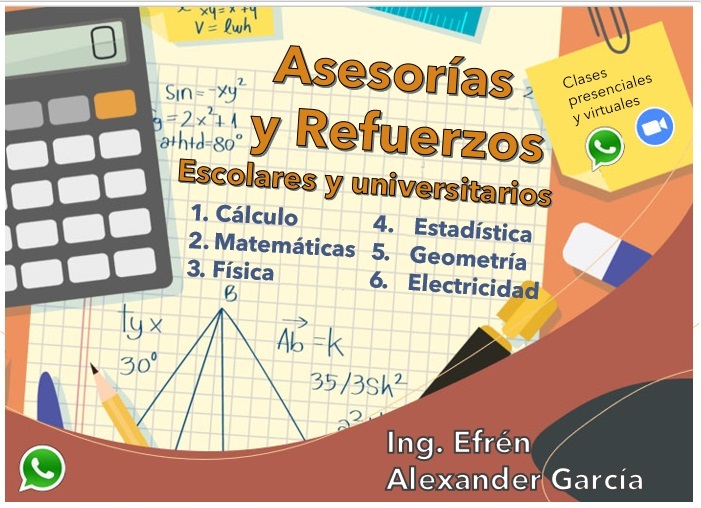 xy = x + y
V = lwh
0
Sin = -xy²
y = 2x²+1
a+h+d=80°
Asesorías
y Refuerzos
Escolares y universitarios
Clases
presenciales
y virtuales
1. Cálculo
2. Matemáticas
3. Física
4. Estadística
5. Geometría
6. Electricidad
B
Ab = k
30°
35/3Sh²
Ing. Efrén
Alexander García